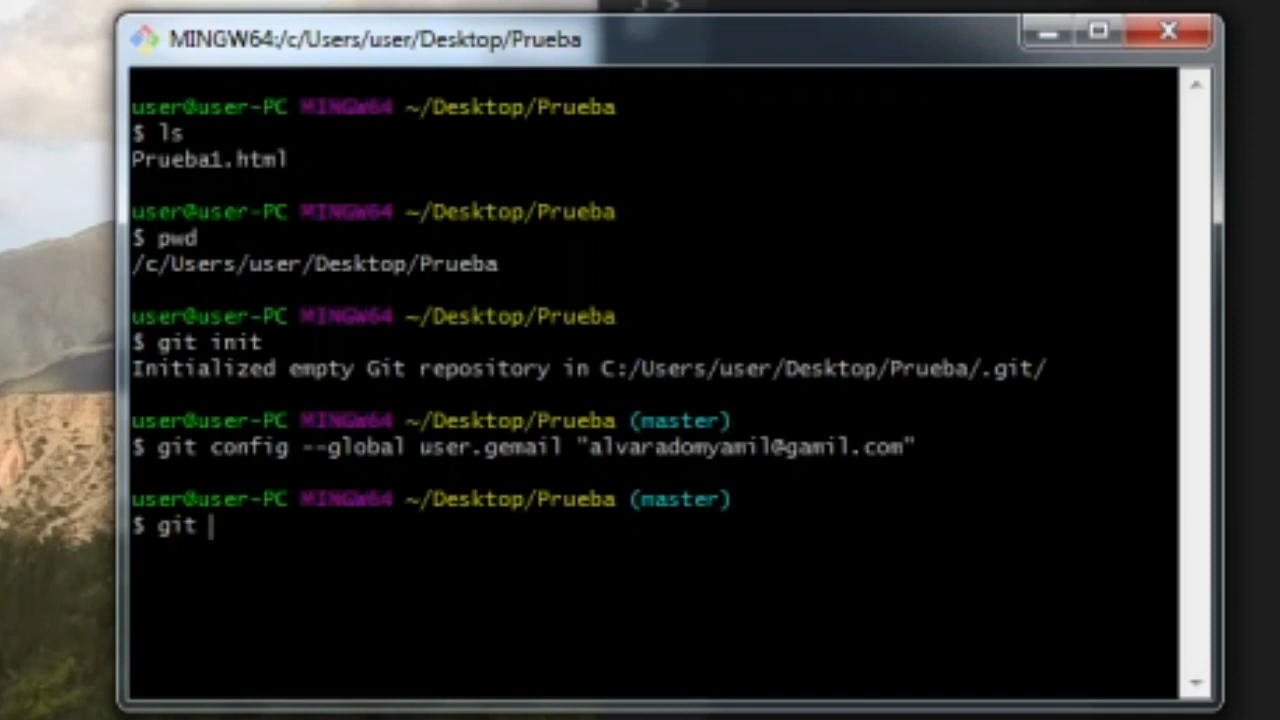 MINGW64:/c/Users/user/Desktop/Prueba
user@user-PC MINGW64 ~/Desktop/Prueba
$ ls
Prueba1.html
user@user-PC MINGW64 ~/Desktop/Prueba
$ pwd
/c/Users/user/Desktop/Prueba
user@user-PC MINGW64 ~/Desktop/Prueba
$ git init
Initialized empty Git repository in C:/Users/user/Desktop/Prueba/.git/
user@user-PC MINGW64 ~/Desktop/Prueba (master)
$ git config --global user.gemail "alvaradomyamil@gamil.com"
user@user-PC MINGW64 ~/Desktop/Prueba (master)
$ git